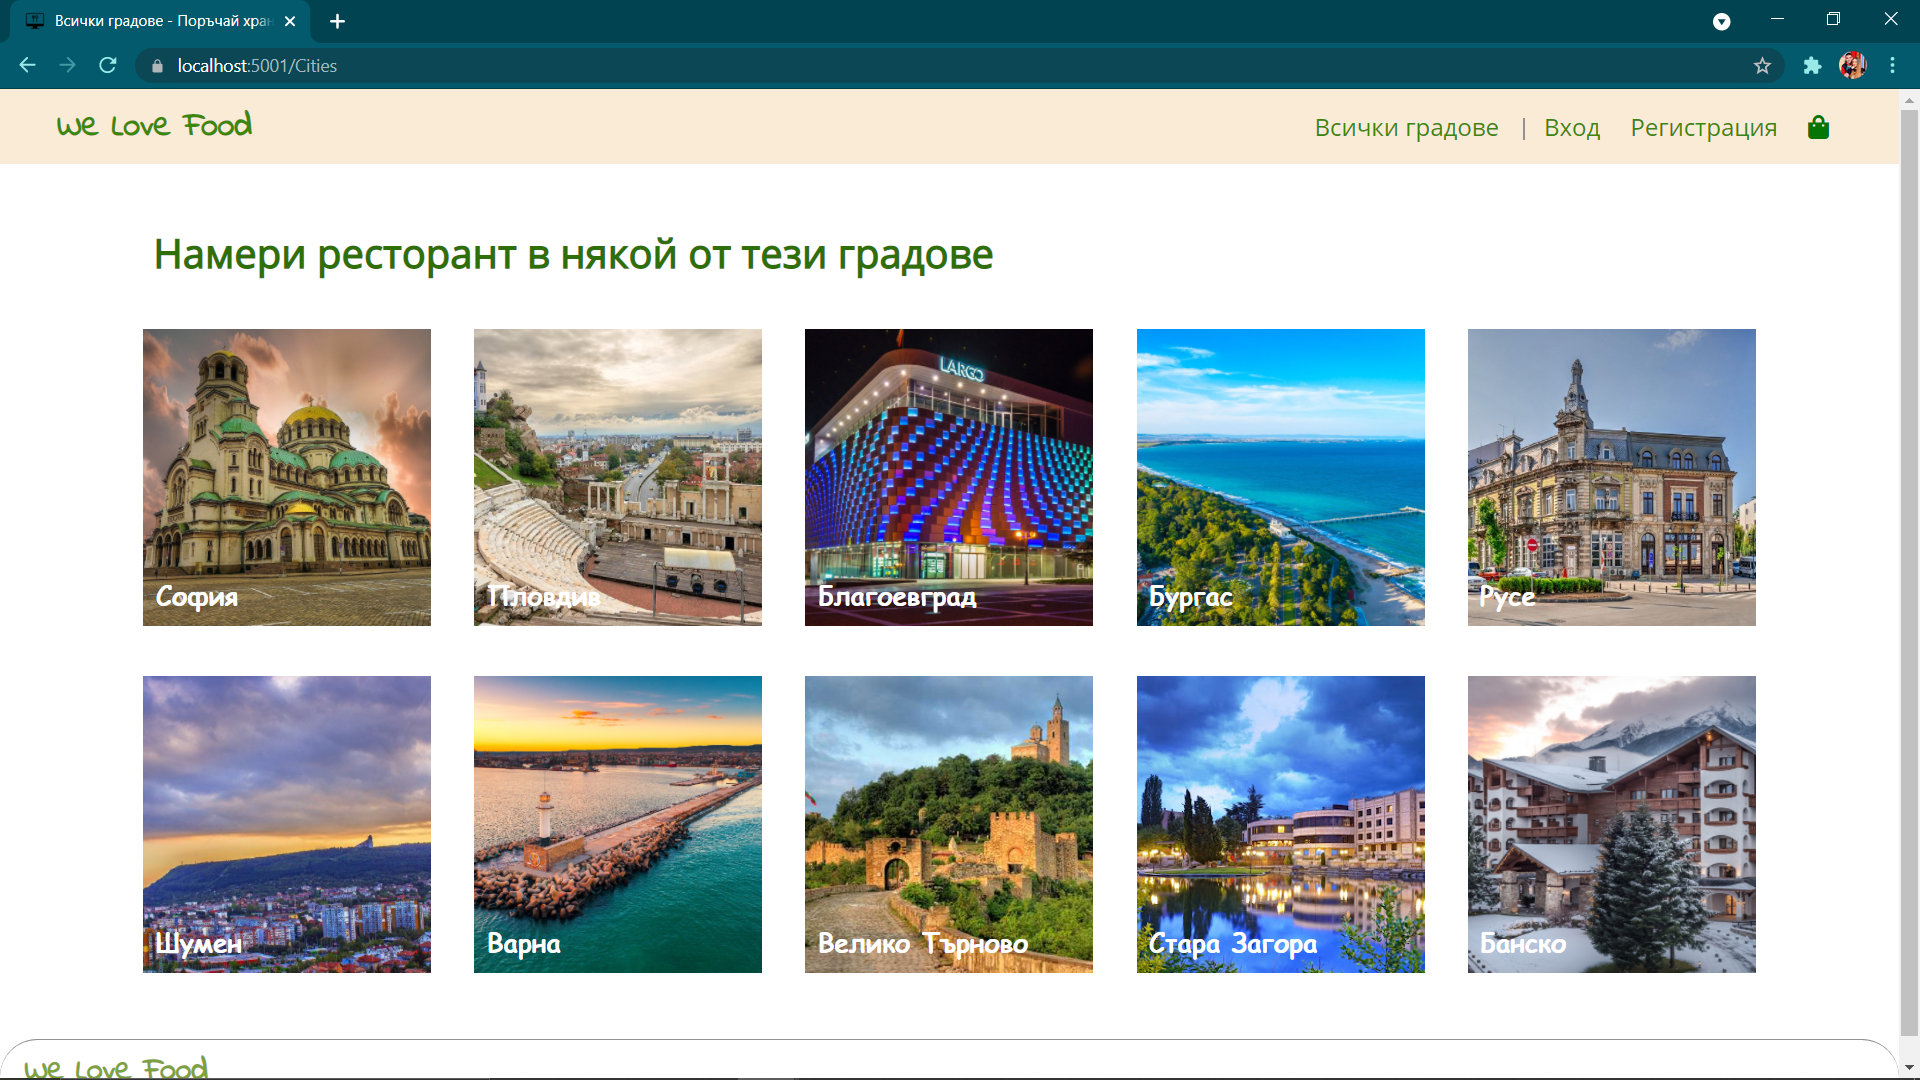 Всички градове - Поръчай хран
localhost:5001/Cities
We Love Food
Всички градове | Вход Регистрация
Намери ресторант в някой от тези градове
LARGO
София Пловдив Благоевград Бургас Русе
Шумен Варна Велико Търново Стара Загора Банско
We Love Food